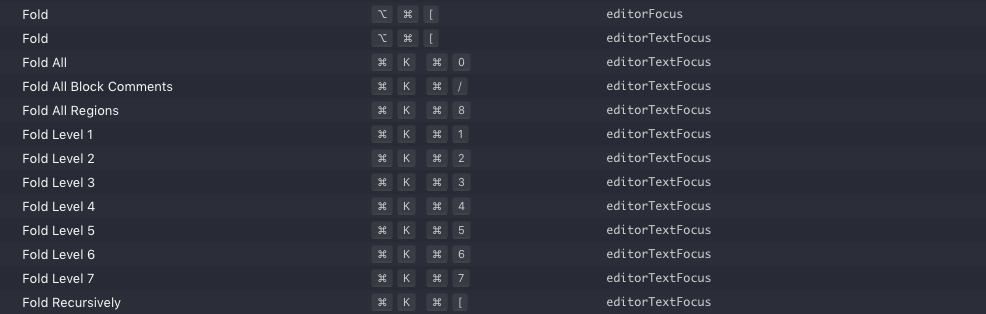 Fold ⌥ ⌘ [ editorFocus
Fold ⌥ ⌘ [ editorTextFocus
Fold All ⌘ K ⌘ 0 editorTextFocus
Fold All Block Comments ⌘ K ⌘ / editorTextFocus
Fold All Regions ⌘ K ⌘ 8 editorTextFocus
Fold Level 1 ⌘ K ⌘ 1 editorTextFocus
Fold Level 2 ⌘ K ⌘ 2 editorTextFocus
Fold Level 3 ⌘ K ⌘ 3 editorTextFocus
Fold Level 4 ⌘ K ⌘ 4 editorTextFocus
Fold Level 5 ⌘ K ⌘ 5 editorTextFocus
Fold Level 6 ⌘ K ⌘ 6 editorTextFocus
Fold Level 7 ⌘ K ⌘ 7 editorTextFocus
Fold Recursively ⌘ K ⌘ [ editorTextFocus